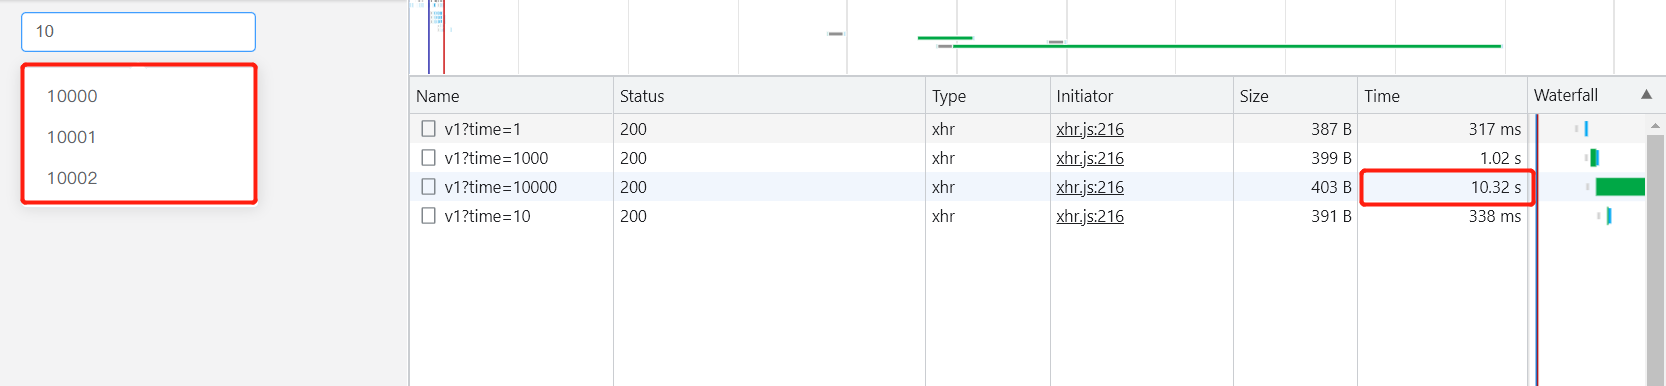 10
10000
10001
10002
Name Status Type Initiator Size Time Waterfall
v1?time=1 200 xhr xhr.js:216 387 B 317 ms
v1?time=1000 200 xhr xhr.js:216 399 B 1.02 s
v1?time=10000 200 xhr xhr.js:216 403 B 10.32 s
v1?time=10 200 xhr xhr.js:216 391 B 338 ms